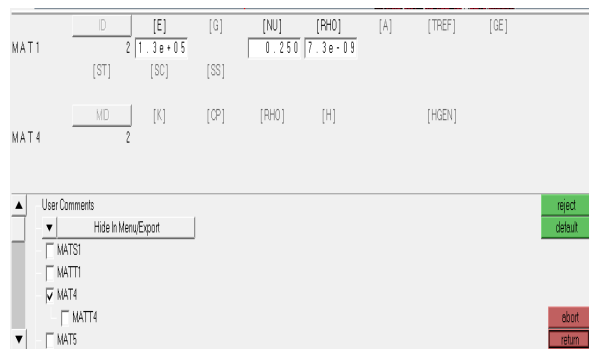 ID [E] [G] [NU] [RHO] [A] [TREF] [GE]
MAT1 2 1.3e+05 0.250 7.3e-09
[ST] [SC] [SS]
MID [K] [CP] [RHO] [H] [HGEN]
MAT4 2
User Comments reject
Hide In Menu/Export default
MATS1
MATT1
MAT4
MATT4 abort
MAT5 return